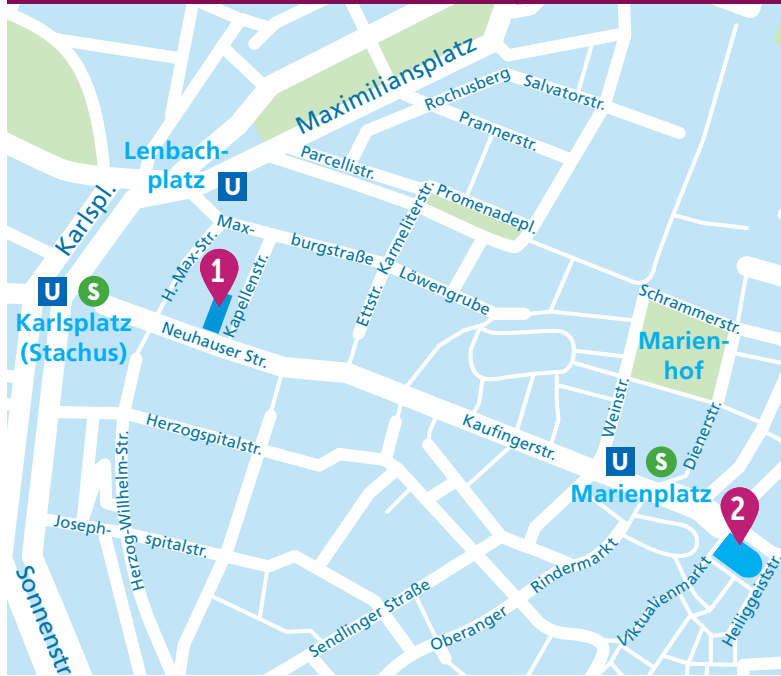 Maximiliansplatz
Rochusberg
Salvatorstr.
Prannerstr.
Lenbach-
platz
U
Parcellistr.
Promenadepl.
Karlspl.
Max-
burgstraße
Karmeliterstr.
Löwengrube
H.-Max-Str.
Kapellenstr.
Ettstr.
1
U
S
Karlsplatz
(Stachus)
Neuhauser Str.
Schrammerstr.
Marien-
hof
Weinstr.
Dienerstr.
Kaufingerstr.
Herzogspitalstr.
U
S
Marienplatz
2
Herzog-Willhelm-Str.
Joseph-
spitalstr.
Sonnenstr
Sendlinger Straße
Oberanger
Rindermarkt
Viktualienmarkt
Heiliggeiststr.